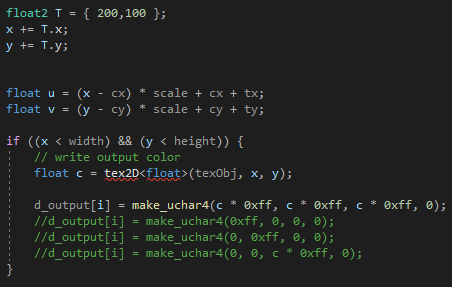 float2 T = { 200,100 };
x += T.x;
y += T.y;
float u = (x - cx) * scale + cx + tx;
float v = (y - cy) * scale + cy + ty;
if ((x < width) && (y < height)) {
// write output color
float c = tex2D<float>(texObj, x, y);
d_output[i] = make_uchar4(c * 0xff, c * 0xff, c * 0xff, 0);
//d_output[i] = make_uchar4(0xff, 0, 0, 0);
//d_output[i] = make_uchar4(0, 0xff, 0, 0);
//d_output[i] = make_uchar4(0, 0, c * 0xff, 0);
}